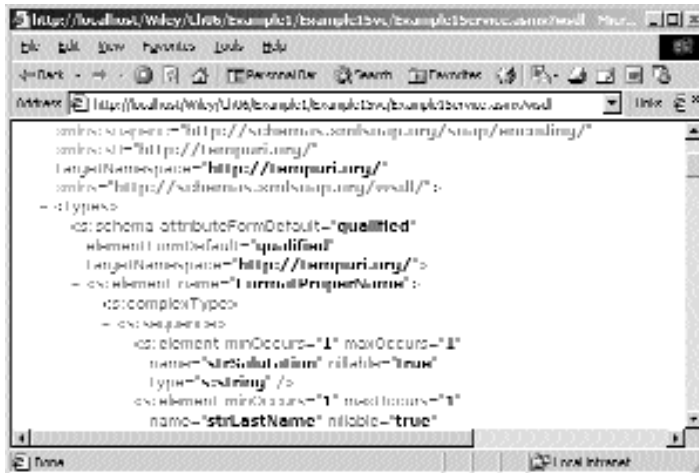 http://localhost/Wiley/Ch06/Example1/Example1Svc/Example1Service.asmx?wsdl - Micr...
File Edit View Favorites Tools Help
Back Personal Bar Search Favorites
Address http://localhost/Wiley/Ch06/Example1/Example1Svc/Example1Service.asmx?wsdl Links
xmlns:soapenc="http://schemas.xmlsoap.org/soap/encoding/"
xmlns:s0="http://tempuri.org/"
targetNamespace="http://tempuri.org/"
xmlns="http://schemas.xmlsoap.org/wsdl/">
- <types>
<s:schema attributeFormDefault="qualified"
elementFormDefault="qualified"
targetNamespace="http://tempuri.org/">
- <s:element name="FormatProperName">
<s:complexType>
- <s:sequence>
<s:element minOccurs="1" maxOccurs="1"
name="strSalutation" nillable="true"
type="s:string" />
<s:element minOccurs="1" maxOccurs="1"
name="strLastName" nillable="true"
Done Local intranet